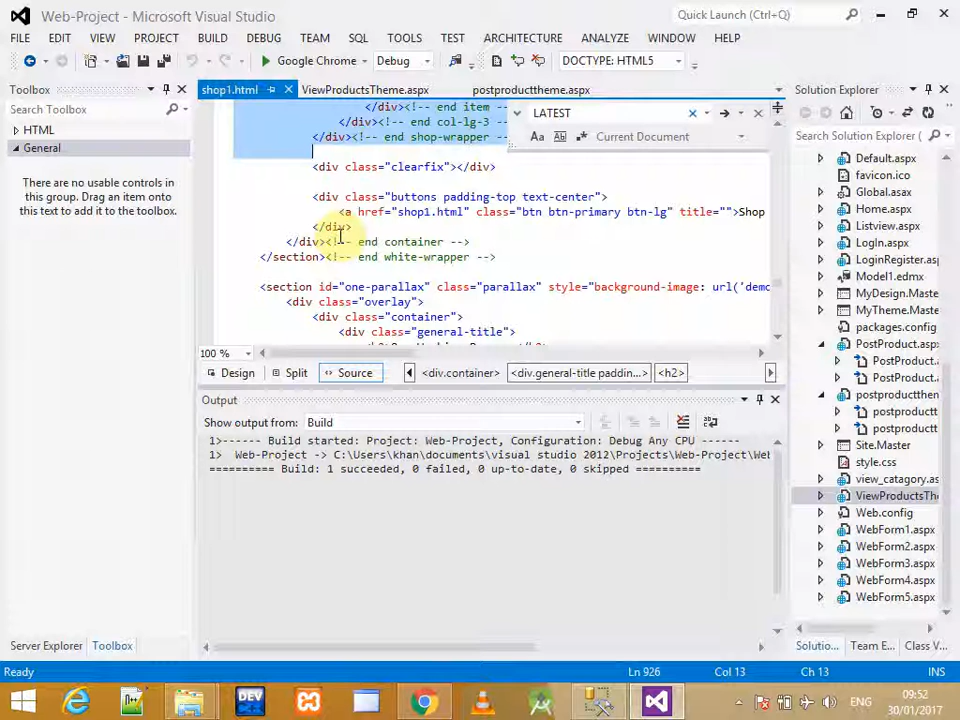 Web-Project - Microsoft Visual Studio
Quick Launch (Ctrl+Q)
FILE EDIT VIEW PROJECT BUILD DEBUG TEAM SQL TOOLS TEST ARCHITECTURE ANALYZE WINDOW HELP
Google Chrome Debug DOCTYPE: HTML5
Toolbox
Search Toolbox
HTML
General
There are no usable controls in
this group. Drag an item onto
this text to add it to the toolbox.
Server Explorer Toolbox
shop1.html ViewProductsTheme.aspx postproducttheme.aspx
LATEST
Aa Ab Current Document
</div><!-- end item --
</div><!-- end col-lg-3 --
</div><!-- end shop-wrapper --
<div class="clearfix"></div>
<div class="buttons padding-top text-center">
<a href="shop1.html" class="btn btn-primary btn-lg" title="">Shop
</div>
</div><!-- end container -->
</section><!-- end white-wrapper -->
<section id="one-parallax" class="parallax" style="background-image: url('demo
<div class="overlay">
<div class="container">
<div class="general-title">
100 %
Design Split Source <div.container> <div.general-title paddin...> <h2>
Output
Show output from: Build
1>------ Build started: Project: Web-Project, Configuration: Debug Any CPU ------
1> Web-Project -> C:\Users\khan\documents\visual studio 2012\Projects\Web-Project\Web
========== Build: 1 succeeded, 0 failed, 0 up-to-date, 0 skipped ==========
Solution Explorer
Search Solution Explorer
Default.aspx
favicon.ico
Global.asax
Home.aspx
Listview.aspx
LogIn.aspx
LoginRegister.asp
Model1.edmx
MyDesign.Maste
MyTheme.Master
packages.config
PostProduct.aspx
PostProduct.
PostProduct.
postproductthen
postproductt
postproductt
Site.Master
style.css
view_catagory.as
ViewProductsThe
Web.config
WebForm1.aspx
WebForm2.aspx
WebForm3.aspx
WebForm4.aspx
WebForm5.aspx
Solutio... Team E... Class V...
Ready Ln 926 Col 13 Ch 13 INS
DEV
ENG
09:52
30/01/2017